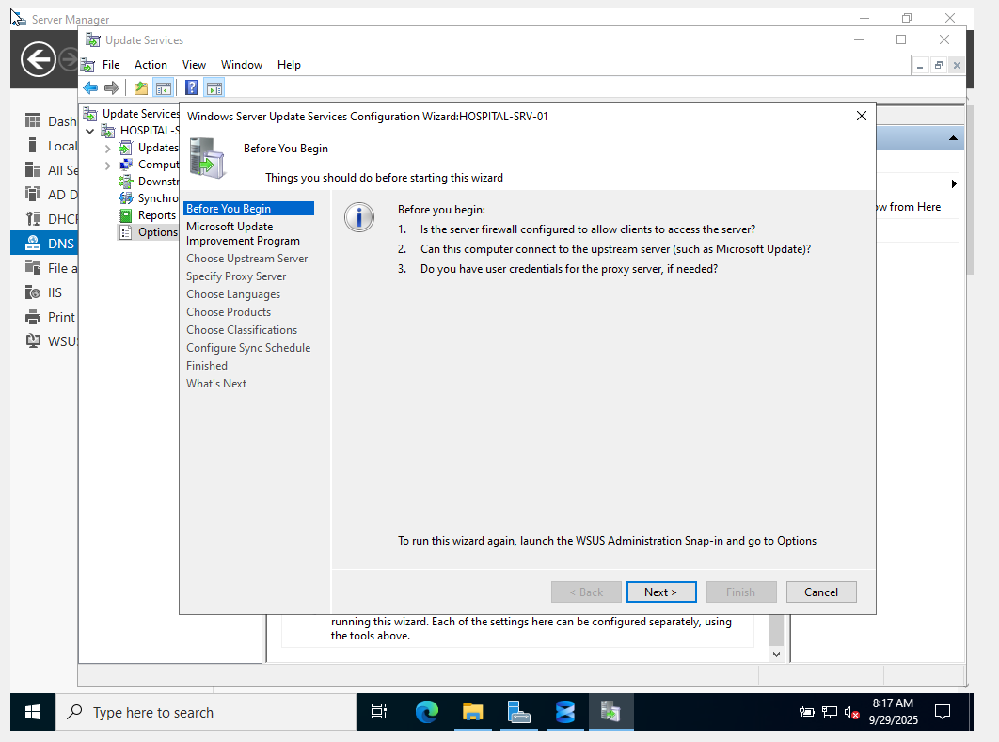 Server Manager
Update Services
File Action View Window Help
Update Services
HOSPITAL-S
Updates
Comput
Downstr
Synchro
Reports
Options
Dash
Local
All Se
AD D
DHCP
DNS
File a
IIS
Print
WSUS
Windows Server Update Services Configuration Wizard:HOSPITAL-SRV-01
Before You Begin
Things you should do before starting this wizard
Before You Begin
Microsoft Update
Improvement Program
Choose Upstream Server
Specify Proxy Server
Choose Languages
Choose Products
Choose Classifications
Configure Sync Schedule
Finished
What's Next
Before you begin:
1. Is the server firewall configured to allow clients to access the server?
2. Can this computer connect to the upstream server (such as Microsoft Update)?
3. Do you have user credentials for the proxy server, if needed?
To run this wizard again, launch the WSUS Administration Snap-in and go to Options
< Back Next > Finish Cancel
ow from Here
running this wizard. Each of the settings here can be configured separately, using
the tools above.
Type here to search
8:17 AM
9/29/2025